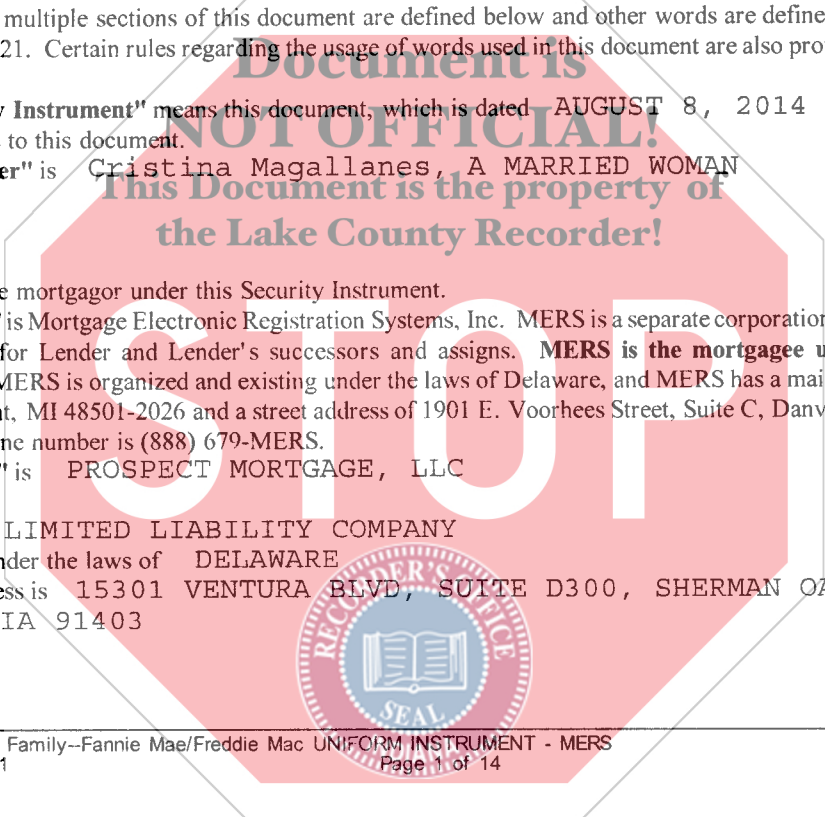 multiple sections of this document are defined below and other words are define
21. Certain rules regarding the usage of words used in this document are also pro
Document is
Instrument" means this document, which is dated AUGUST 8, 2014
NOT OFFICIAL!
to this document.
er" is Cristina Magallanes, A MARRIED WOMAN
This Document is the property of
the Lake County Recorder!
e mortgagor under this Security Instrument.
" is Mortgage Electronic Registration Systems, Inc. MERS is a separate corporation
for Lender and Lender's successors and assigns. MERS is the mortgagee u
MERS is organized and existing under the laws of Delaware, and MERS has a mai
nt, MI 48501-2026 and a street address of 1901 E. Voorhees Street, Suite C, Danv
ne number is (888) 679-MERS.
STOP
" is PROSPECT MORTGAGE, LLC
LIMITED LIABILITY COMPANY
nder the laws of DELAWARE
ess is 15301 VENTURA BLVD, SUITE D300, SHERMAN OA
IA 91403
RECORDER'S OFFICE
SEAL
INDIANA
Family--Fannie Mae/Freddie Mac UNIFORM INSTRUMENT - MERS
1 Page 1 of 14